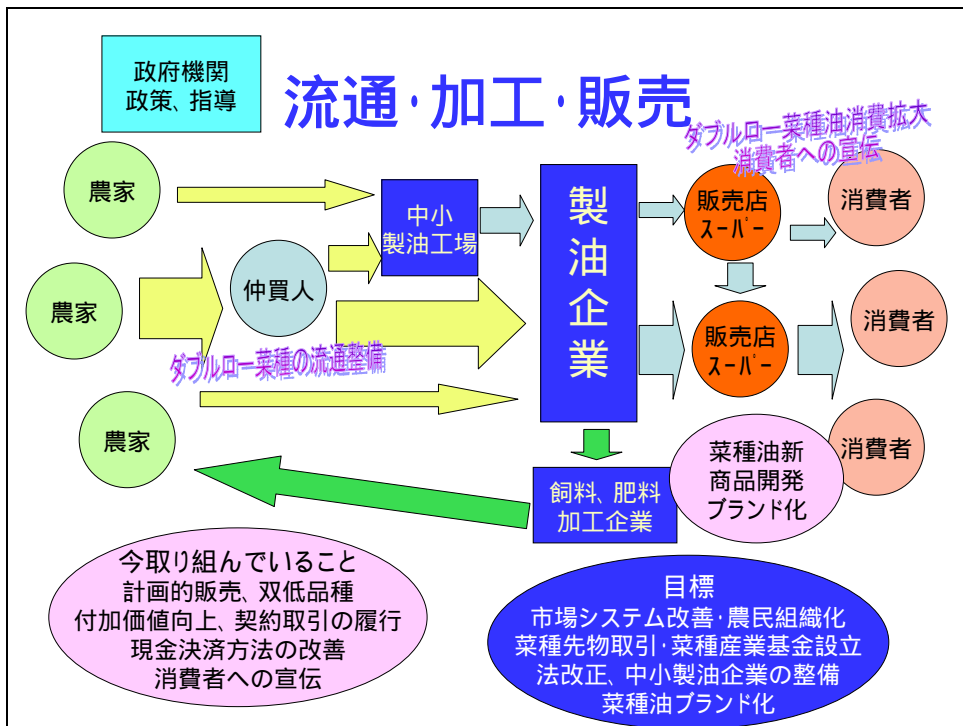 政府機関
政策、指導
流通・加工・販売
ダブルロー菜種油消費拡大
消費者への宣伝
農家
中小
製油工場
製油企業
販売店
ｽｰﾊﾟｰ
消費者
農家
仲買人
販売店
ｽｰﾊﾟｰ
消費者
ダブルロー菜種の流通整備
農家
菜種油新
商品開発
ブランド化
消費者
飼料、肥料
加工企業
今取り組んでいること
計画的販売、双低品種
付加価値向上、契約取引の履行
現金決済方法の改善
消費者への宣伝
目標
市場システム改善・農民組織化
菜種先物取引・菜種産業基金設立
法改正、中小製油企業の整備
菜種油ブランド化